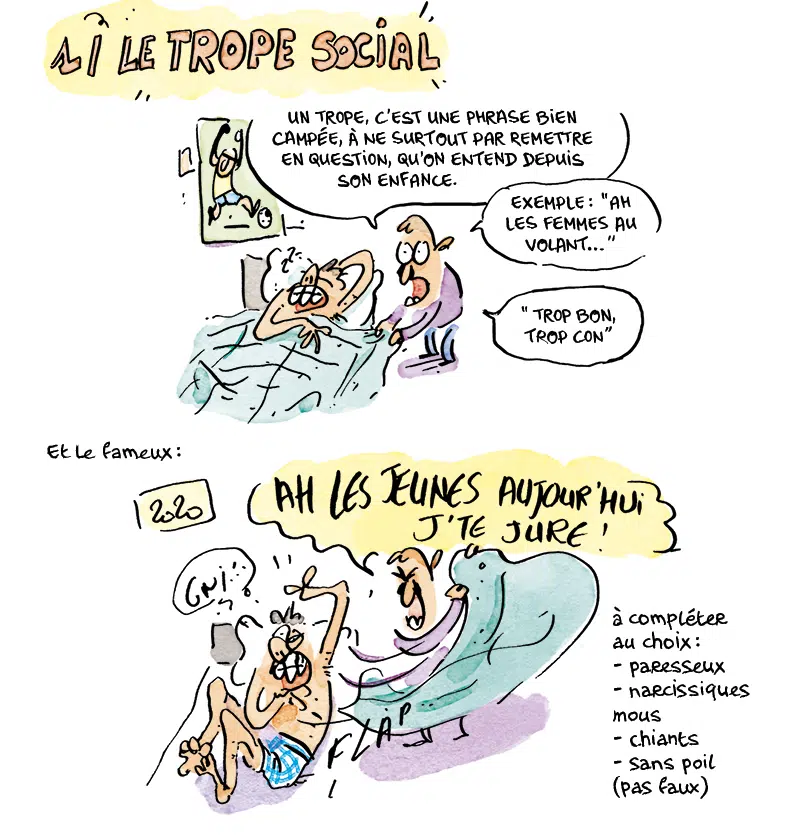 1/ LE TROPE SOCIAL
UN TROPE, C'EST UNE PHRASE BIEN
CAMPÉE, À NE SURTOUT PAR REMETTRE
EN QUESTION, QU'ON ENTEND DEPUIS
SON ENFANCE.
EXEMPLE : "AH
LES FEMMES AU
VOLANT..."
"TROP BON,
TROP CON"
Et le fameux :
2020
AH LES JEUNES AUJOUR'HUI
J'TE JURE !
GNI ?
à compléter
au choix :
- paresseux
- narcissiques
mous
- chiants
- sans poil
(pas faux)
FLAP